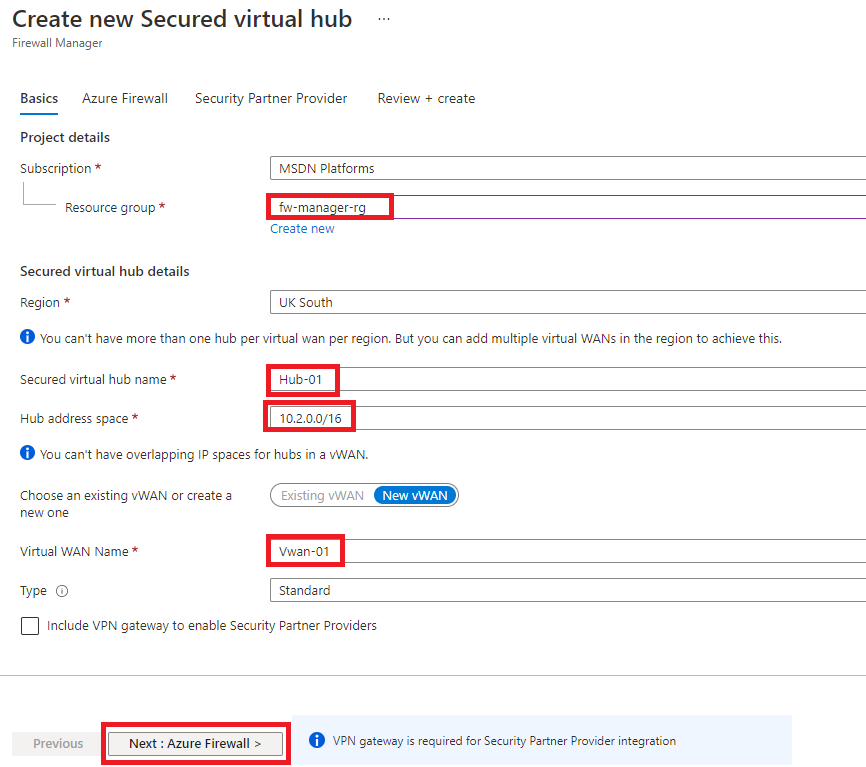 Create new Secured virtual hub ...
Firewall Manager
Basics Azure Firewall Security Partner Provider Review + create
Project details
Subscription * MSDN Platforms
Resource group * fw-manager-rg
Create new
Secured virtual hub details
Region * UK South
You can't have more than one hub per virtual wan per region. But you can add multiple virtual WANs in the region to achieve this.
Secured virtual hub name * Hub-01
Hub address space * 10.2.0.0/16
You can't have overlapping IP spaces for hubs in a vWAN.
Choose an existing vWAN or create a Existing vWAN New vWAN
new one
Virtual WAN Name * Vwan-01
Type Standard
Include VPN gateway to enable Security Partner Providers
Previous Next : Azure Firewall > VPN gateway is required for Security Partner Provider integration